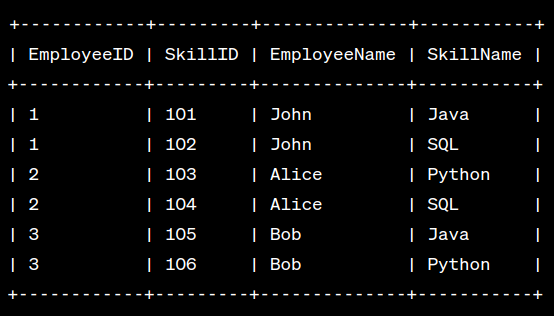 +------------+---------+--------------+-----------+
| EmployeeID | SkillID | EmployeeName | SkillName |
+------------+---------+--------------+-----------+
| 1          | 101     | John         | Java      |
| 1          | 102     | John         | SQL       |
| 2          | 103     | Alice        | Python    |
| 2          | 104     | Alice        | SQL       |
| 3          | 105     | Bob          | Java      |
| 3          | 106     | Bob          | Python    |
+------------+---------+--------------+-----------+